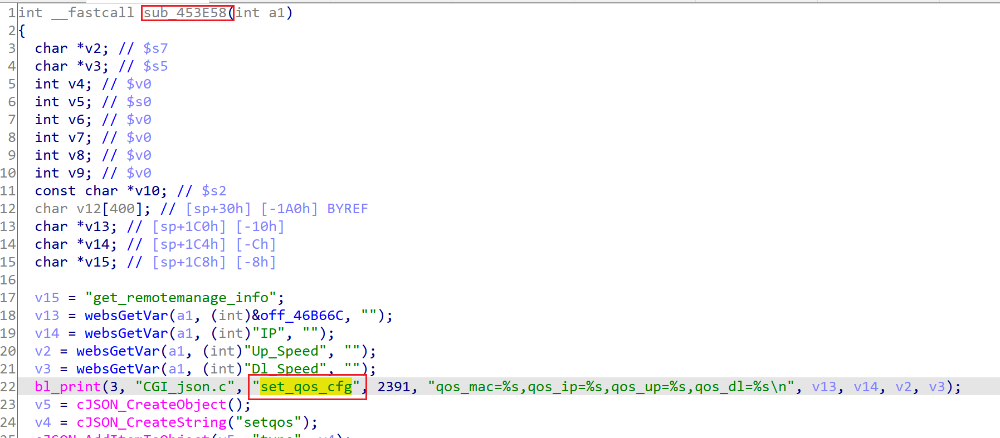 1 int __fastcall sub_453E58(int a1)
2 {
3 char *v2; // $s7
4 char *v3; // $s5
5 int v4; // $v0
6 int v5; // $s0
7 int v6; // $v0
8 int v7; // $v0
9 int v8; // $v0
10 int v9; // $v0
11 const char *v10; // $s2
12 char v12[400]; // [sp+30h] [-1A0h] BYREF
13 char *v13; // [sp+1C0h] [-10h]
14 char *v14; // [sp+1C4h] [-Ch]
15 char *v15; // [sp+1C8h] [-8h]
16
17 v15 = "get_remotemanage_info";
18 v13 = websGetVar(a1, (int)&off_46B66C, "");
19 v14 = websGetVar(a1, (int)"IP", "");
20 v2 = websGetVar(a1, (int)"Up_Speed", "");
21 v3 = websGetVar(a1, (int)"Dl_Speed", "");
22 bl_print(3, "CGI_json.c", "set_qos_cfg", 2391, "qos_mac=%s,qos_ip=%s,qos_up=%s,qos_dl=%s\n", v13, v14, v2, v3);
23 v5 = cJSON_CreateObject();
24 v4 = cJSON_CreateString("setqos");
25 cJSON_AddItemToObject(v5, "type", v4);